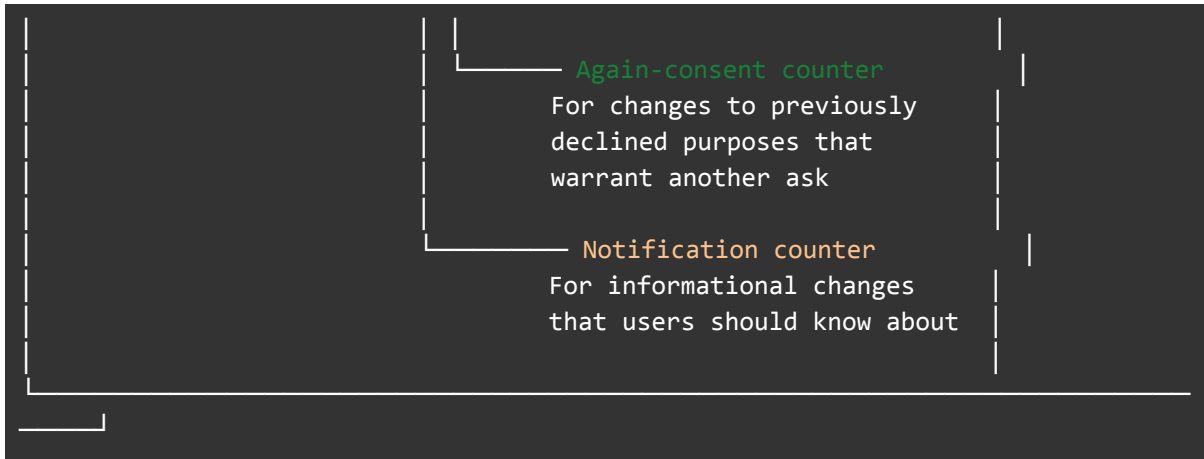 Again-consent counter
For changes to previously
declined purposes that
warrant another ask
Notification counter
For informational changes
that users should know about